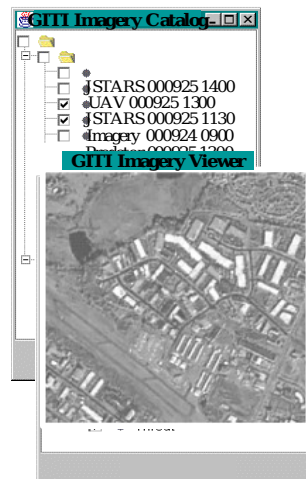 GITI Imagery Catalog
JSTARS 000925 1400
UAV 000925 1300
JSTARS 000925 1130
Imagery 000924 0900
GITI Imagery Viewer